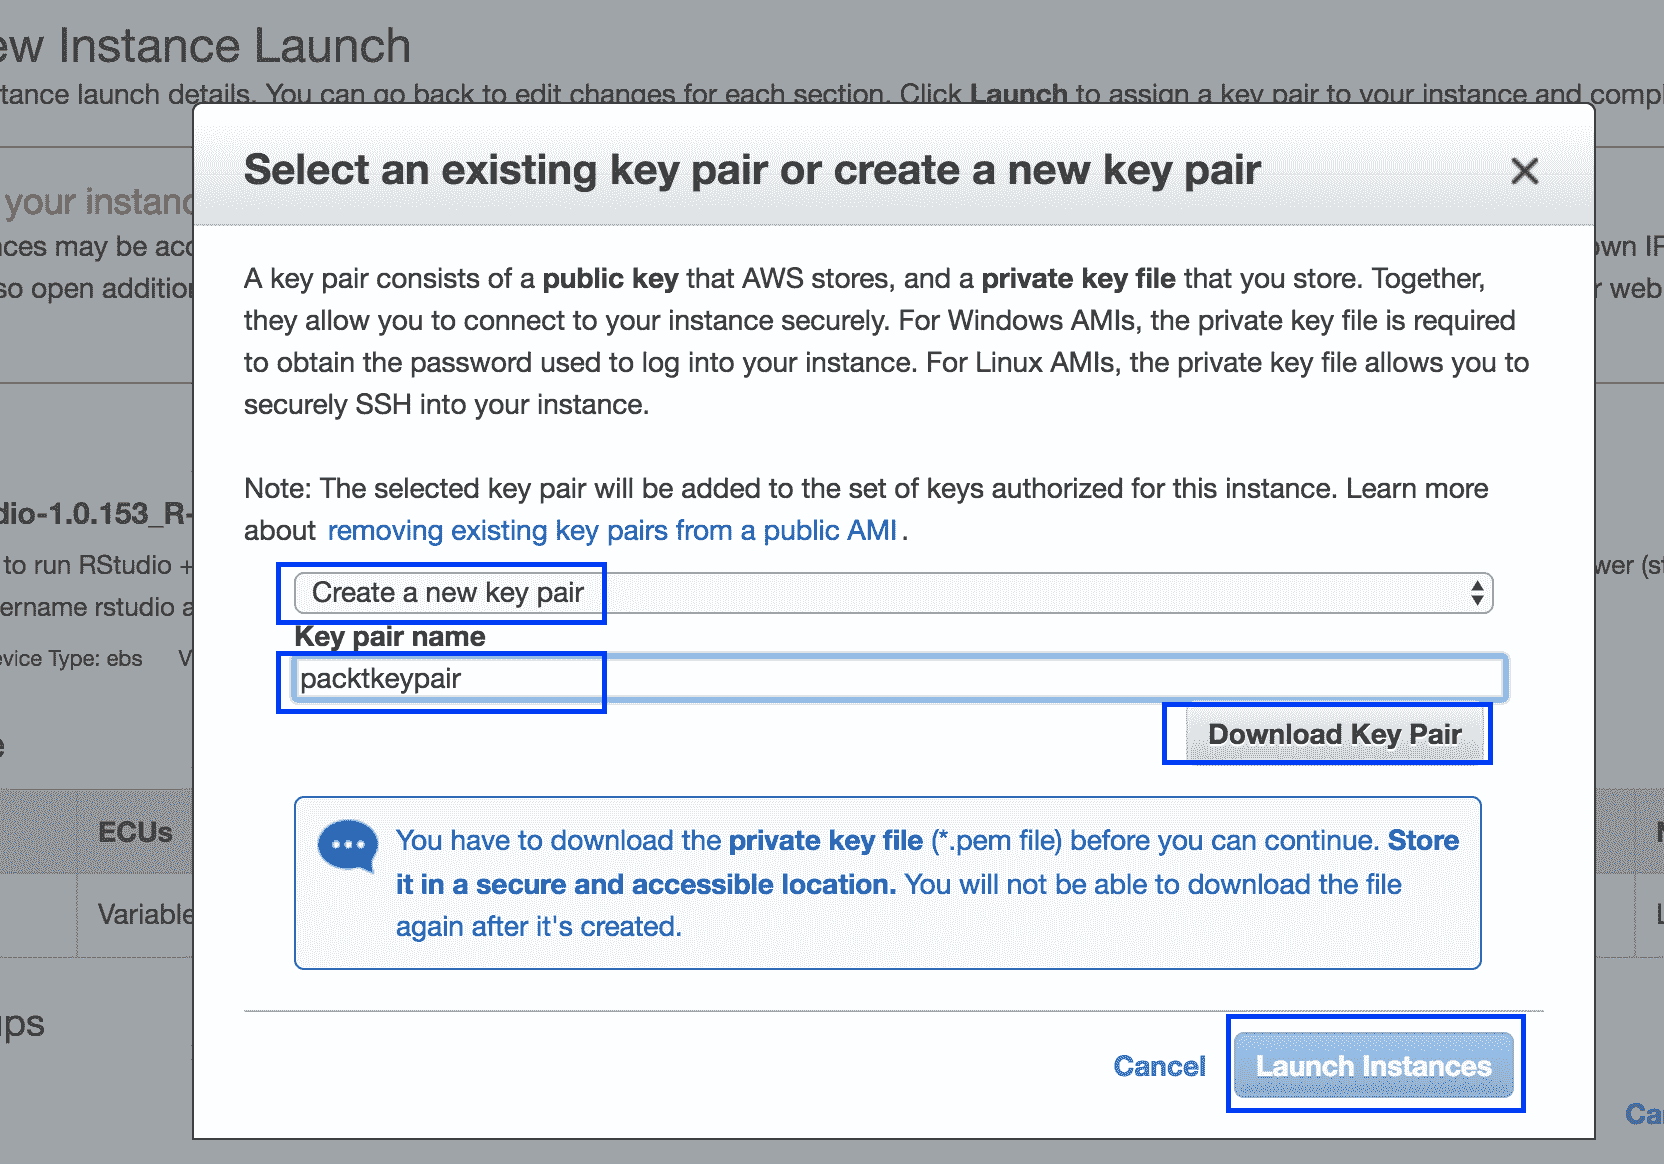 ew Instance Launch
tance launch details. You can go back to edit changes for each section. Click Launch to assign a key pair to your instance and compl
Select an existing key pair or create a new key pair
your instanc
nces may be acc
own IP
so open addition
r web
A key pair consists of a public key that AWS stores, and a private key file that you store. Together,
they allow you to connect to your instance securely. For Windows AMIs, the private key file is required
to obtain the password used to log into your instance. For Linux AMIs, the private key file allows you to
securely SSH into your instance.
Note: The selected key pair will be added to the set of keys authorized for this instance. Learn more
about removing existing key pairs from a public AMI.
dio-1.0.153_R-
to run RStudio +
wer (st
ername rstudio a
evice Type: ebs V
Create a new key pair
Key pair name
packtkeypair
Download Key Pair
e
ECUs
Variable
You have to download the private key file (*.pem file) before you can continue. Store
it in a secure and accessible location. You will not be able to download the file
again after it's created.
ups
Cancel Launch Instances
Ca